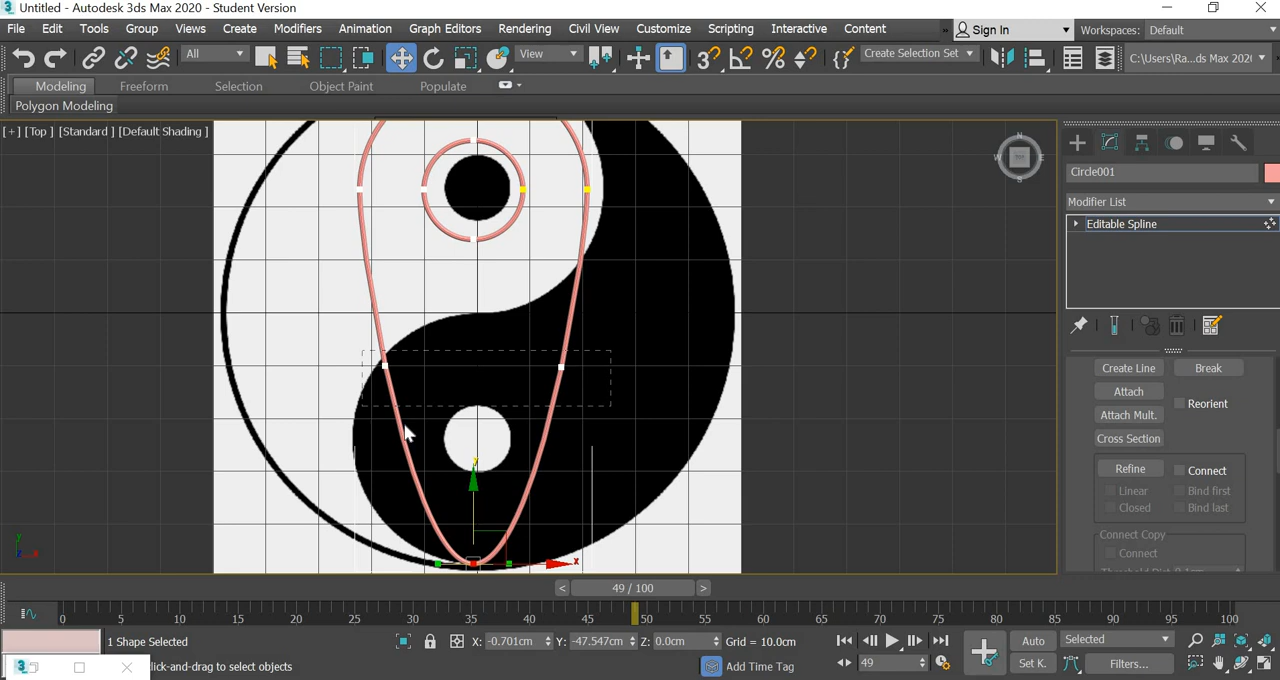 Untitled - Autodesk 3ds Max 2020 - Student Version
File Edit Tools Group Views Create Modifiers Animation Graph Editors Rendering Civil View Customize Scripting Interactive Content » Sign In Workspaces: Default
All View Create Selection Set C:\Users\Ra...ds Max 202(
Modeling Freeform Selection Object Paint Populate
Polygon Modeling
[+] [Top ] [Standard ] [Default Shading ]
N
W E
S
Circle001
Modifier List
Editable Spline
Create Line Break
Attach
Reorient
Attach Mult.
Cross Section
Refine Connect
Linear Bind first
Closed Bind last
Connect Copy
Connect
y
x
< 49 / 100 >
0 5 10 15 20 25 30 35 40 45 50 55 60 65 70 75 80 85 90 95 100
1 Shape Selected X: -0.701cm Y: -47.547cm Z: 0.0cm Grid = 10.0cm Auto Selected
lick-and-drag to select objects Add Time Tag 49 Set K. Filters...